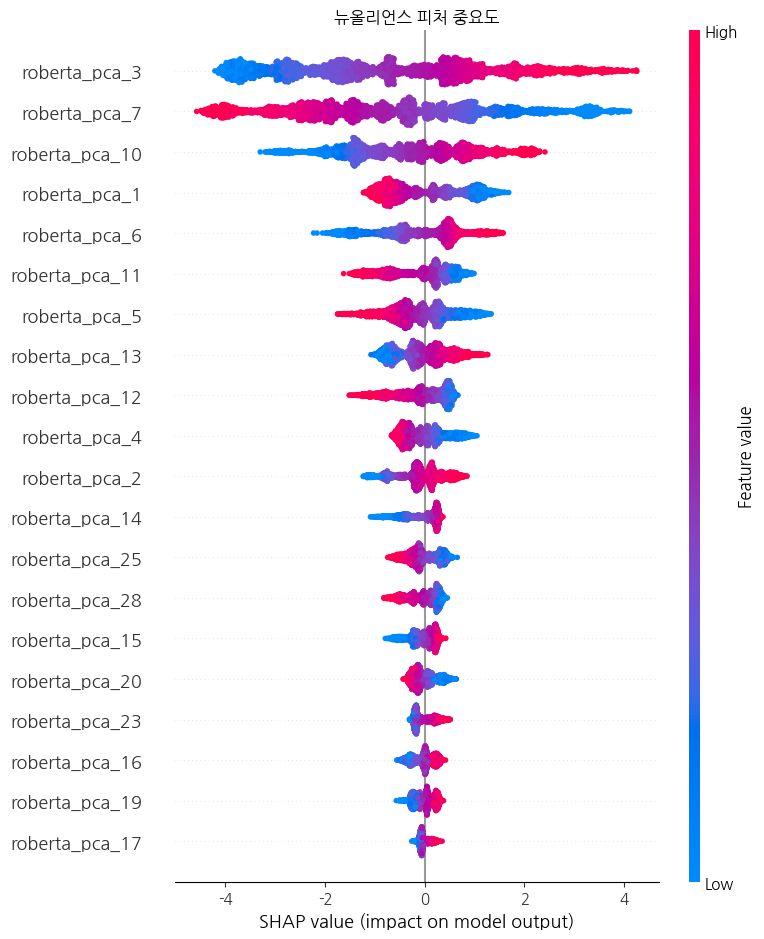 뉴올리언스 피처 중요도
High
roberta_pca_3
roberta_pca_7
roberta_pca_10
roberta_pca_1
roberta_pca_6
roberta_pca_11
roberta_pca_5
roberta_pca_13
roberta_pca_12
roberta_pca_4
roberta_pca_2
roberta_pca_14
roberta_pca_25
roberta_pca_28
roberta_pca_15
roberta_pca_20
roberta_pca_23
roberta_pca_16
roberta_pca_19
roberta_pca_17
Feature value
Low
-4 -2 0 2 4
SHAP value (impact on model output)